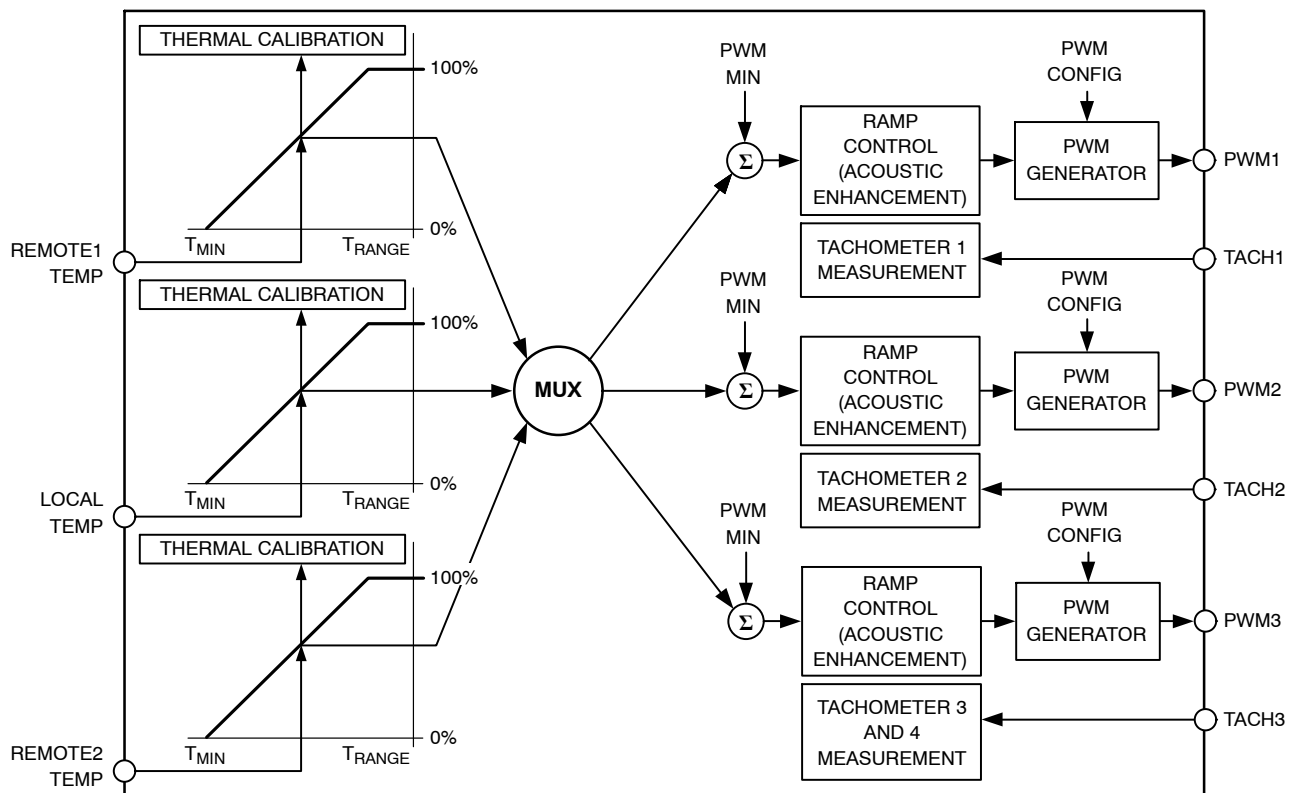 THERMAL CALIBRATION
100%
0%
T_MIN
T_RANGE
REMOTE1
TEMP
THERMAL CALIBRATION
100%
0%
T_MIN
T_RANGE
LOCAL
TEMP
THERMAL CALIBRATION
100%
0%
T_MIN
T_RANGE
REMOTE2
TEMP
MUX
PWM
MIN
Σ
RAMP
CONTROL
(ACOUSTIC
ENHANCEMENT)
PWM
CONFIG
PWM
GENERATOR
PWM1
TACHOMETER 1
MEASUREMENT
TACH1
PWM
MIN
Σ
RAMP
CONTROL
(ACOUSTIC
ENHANCEMENT)
PWM
CONFIG
PWM
GENERATOR
PWM2
TACHOMETER 2
MEASUREMENT
TACH2
PWM
MIN
Σ
RAMP
CONTROL
(ACOUSTIC
ENHANCEMENT)
PWM
CONFIG
PWM
GENERATOR
PWM3
TACHOMETER 3
AND 4
MEASUREMENT
TACH3